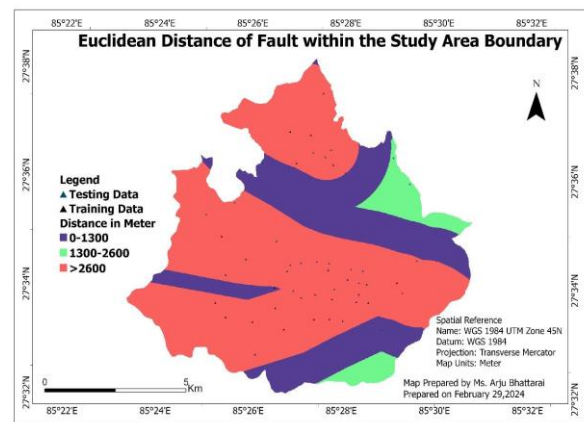 85°22'E 85°24'E 85°26'E 85°28'E 85°30'E 85°32'E
Euclidean Distance of Fault within the Study Area Boundary
27°38'N 27°38'N
N
27°36'N 27°36'N
Legend
Testing Data
Training Data
Distance in Meter
0-1300
1300-2600
>2600
27°34'N 27°34'N
Spatial Reference
Name: WGS 1984 UTM Zone 45N
Datum: WGS 1984
Projection: Transverse Mercator
Map Units: Meter
0 5
Km
Map Prepared by Ms. Arju Bhattarai
Prepared on February 29,2024
27°32'N 27°32'N
85°22'E 85°24'E 85°26'E 85°28'E 85°30'E 85°32'E